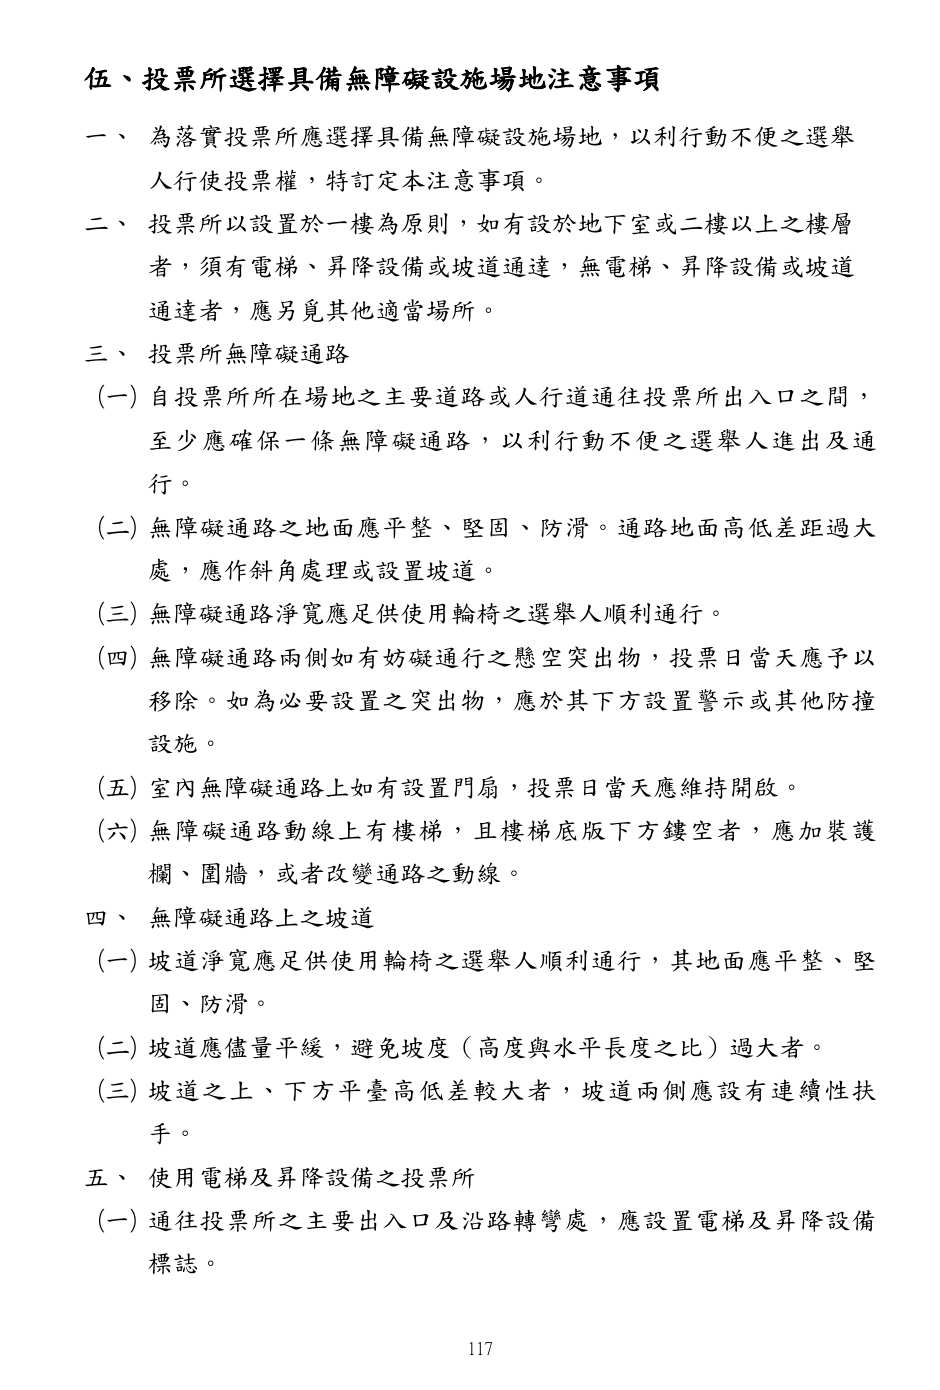 伍、投票所選擇具備無障礙設施場地注意事項
一、 為落實投票所應選擇具備無障礙設施場地，以利行動不便之選舉
人行使投票權，特訂定本注意事項。
二、 投票所以設置於一樓為原則，如有設於地下室或二樓以上之樓層
者，須有電梯、昇降設備或坡道通達，無電梯、昇降設備或坡道
通達者，應另覓其他適當場所。
三、 投票所無障礙通路
(一) 自投票所所在場地之主要道路或人行道通往投票所出入口之間，
至少應確保一條無障礙通路，以利行動不便之選舉人進出及通
行。
(二) 無障礙通路之地面應平整、堅固、防滑。通路地面高低差距過大
處，應作斜角處理或設置坡道。
(三) 無障礙通路淨寬應足供使用輪椅之選舉人順利通行。
(四) 無障礙通路兩側如有妨礙通行之懸空突出物，投票日當天應予以
移除。如為必要設置之突出物，應於其下方設置警示或其他防撞
設施。
(五) 室內無障礙通路上如有設置門扇，投票日當天應維持開啟。
(六) 無障礙通路動線上有樓梯，且樓梯底版下方鏤空者，應加裝護
欄、圍牆，或者改變通路之動線。
四、 無障礙通路上之坡道
(一) 坡道淨寬應足供使用輪椅之選舉人順利通行，其地面應平整、堅
固、防滑。
(二) 坡道應儘量平緩，避免坡度（高度與水平長度之比）過大者。
(三) 坡道之上、下方平臺高低差較大者，坡道兩側應設有連續性扶
手。
五、 使用電梯及昇降設備之投票所
(一) 通往投票所之主要出入口及沿路轉彎處，應設置電梯及昇降設備
標誌。
117